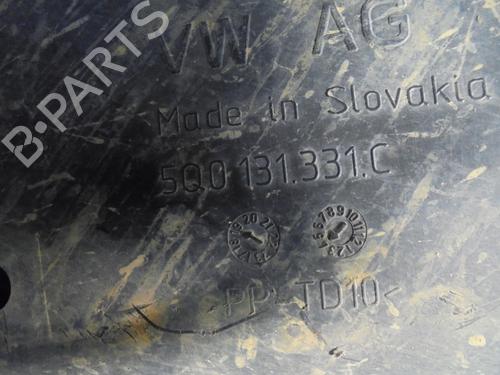 B-PARTS
VW AG
Made in Slovakia
5Q0 131.331.C
>PP-TD10<